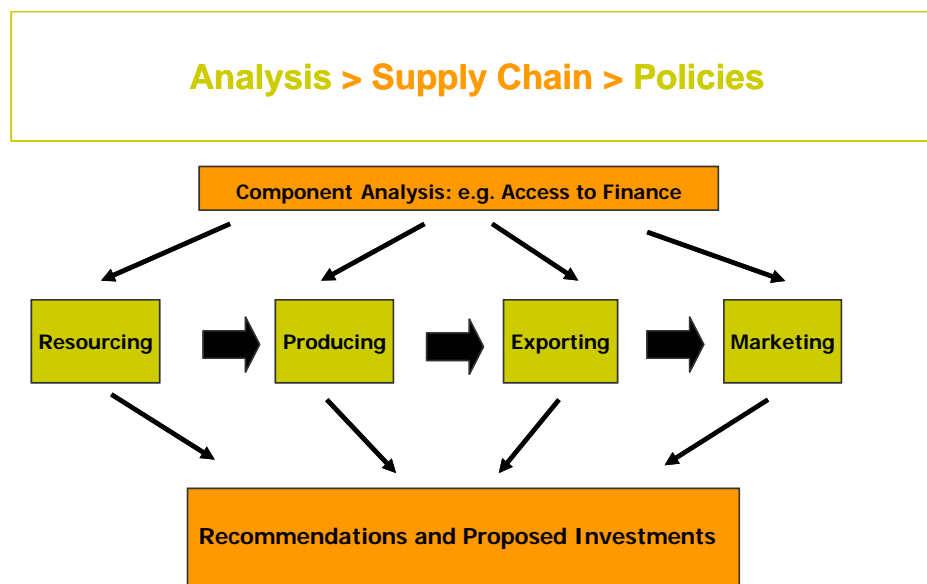 Analysis > Supply Chain > Policies
Component Analysis: e.g. Access to Finance
Resourcing
Producing
Exporting
Marketing
Recommendations and Proposed Investments